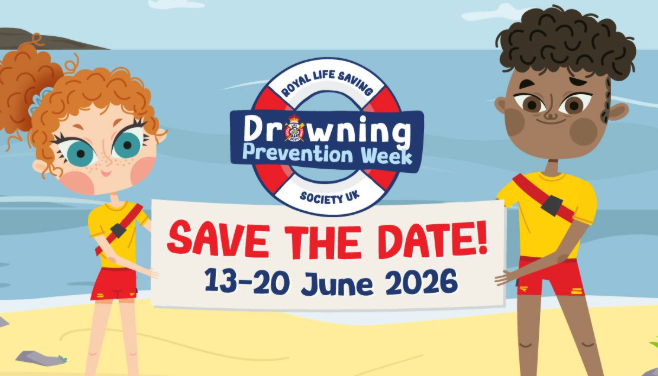 ROYAL LIFE SAVING
Drowning
Prevention Week
SOCIETY UK
SAVE THE DATE!
13-20 June 2026